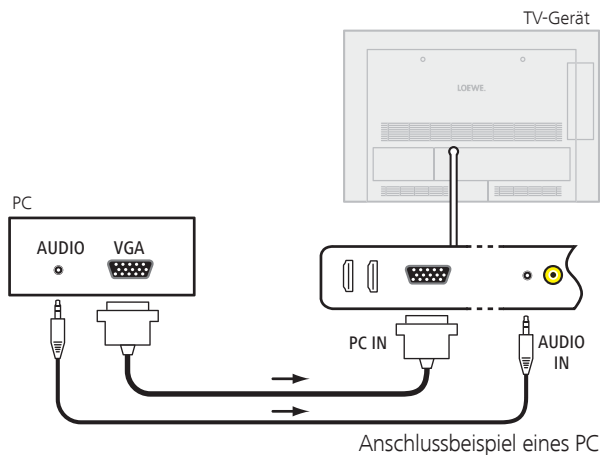 TV-Gerät
LOEWE.
PC
AUDIO VGA
PC IN
AUDIO
IN
Anschlussbeispiel eines PC